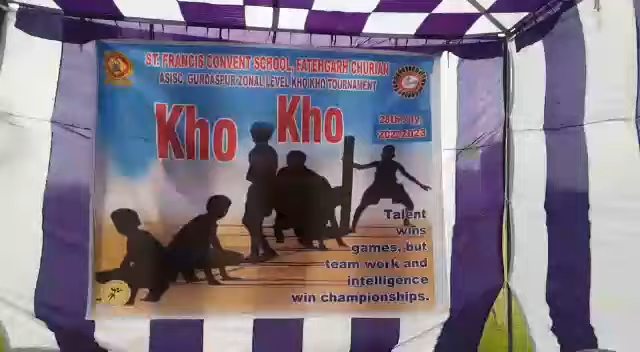 ST. FRANCIS CONVENT SCHOOL, FATEHGARH CHURIAN
ASISC, GURDASPUR ZONAL LEVEL KHO KHO TOURNAMENT
Kho Kho
2022/2023
Talent
wins
games, but
team work and
intelligence
win championships.